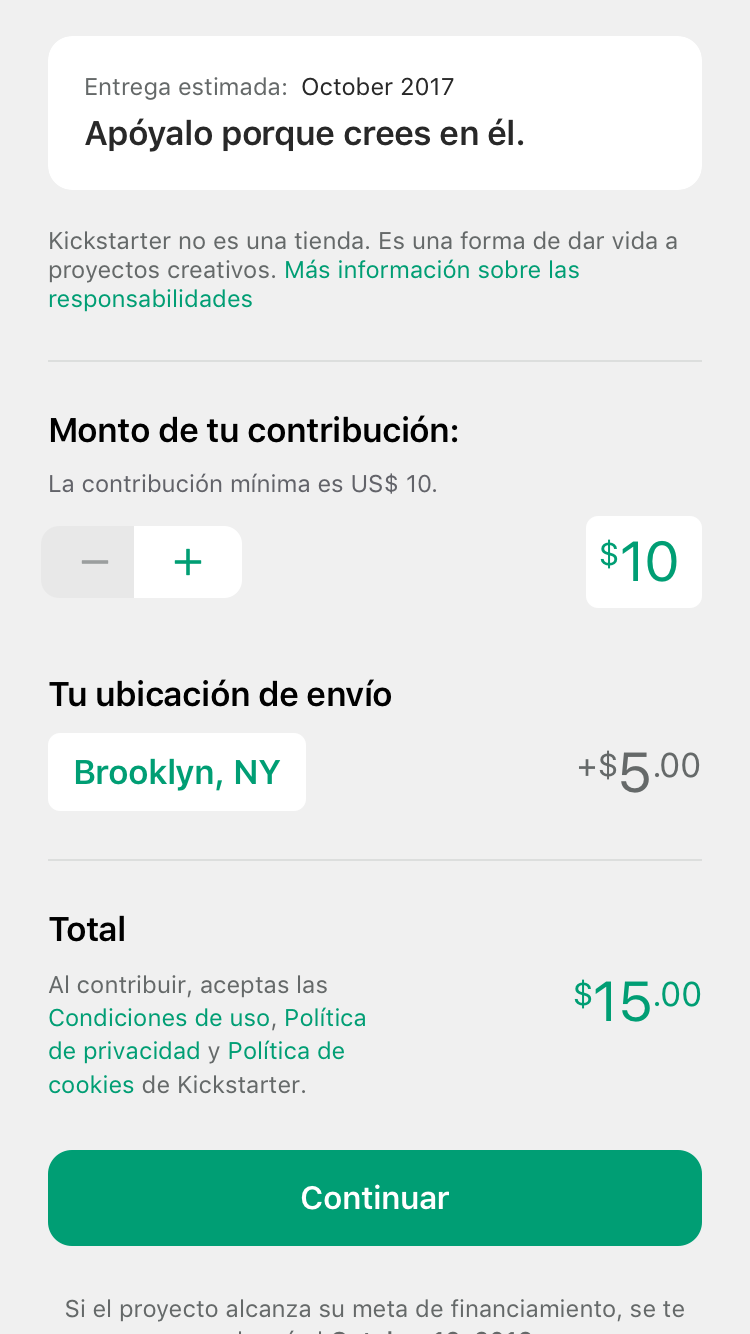 Entrega estimada: October 2017
Apóyalo porque crees en él.
Kickstarter no es una tienda. Es una forma de dar vida a
proyectos creativos. Más información sobre las
responsabilidades
Monto de tu contribución:
La contribución mínima es US$ 10.
− +
$10
Tu ubicación de envío
Brooklyn, NY
+$5.00
Total
Al contribuir, aceptas las
Condiciones de uso, Política
de privacidad y Política de
cookies de Kickstarter.
$15.00
Continuar
Si el proyecto alcanza su meta de financiamiento, se te